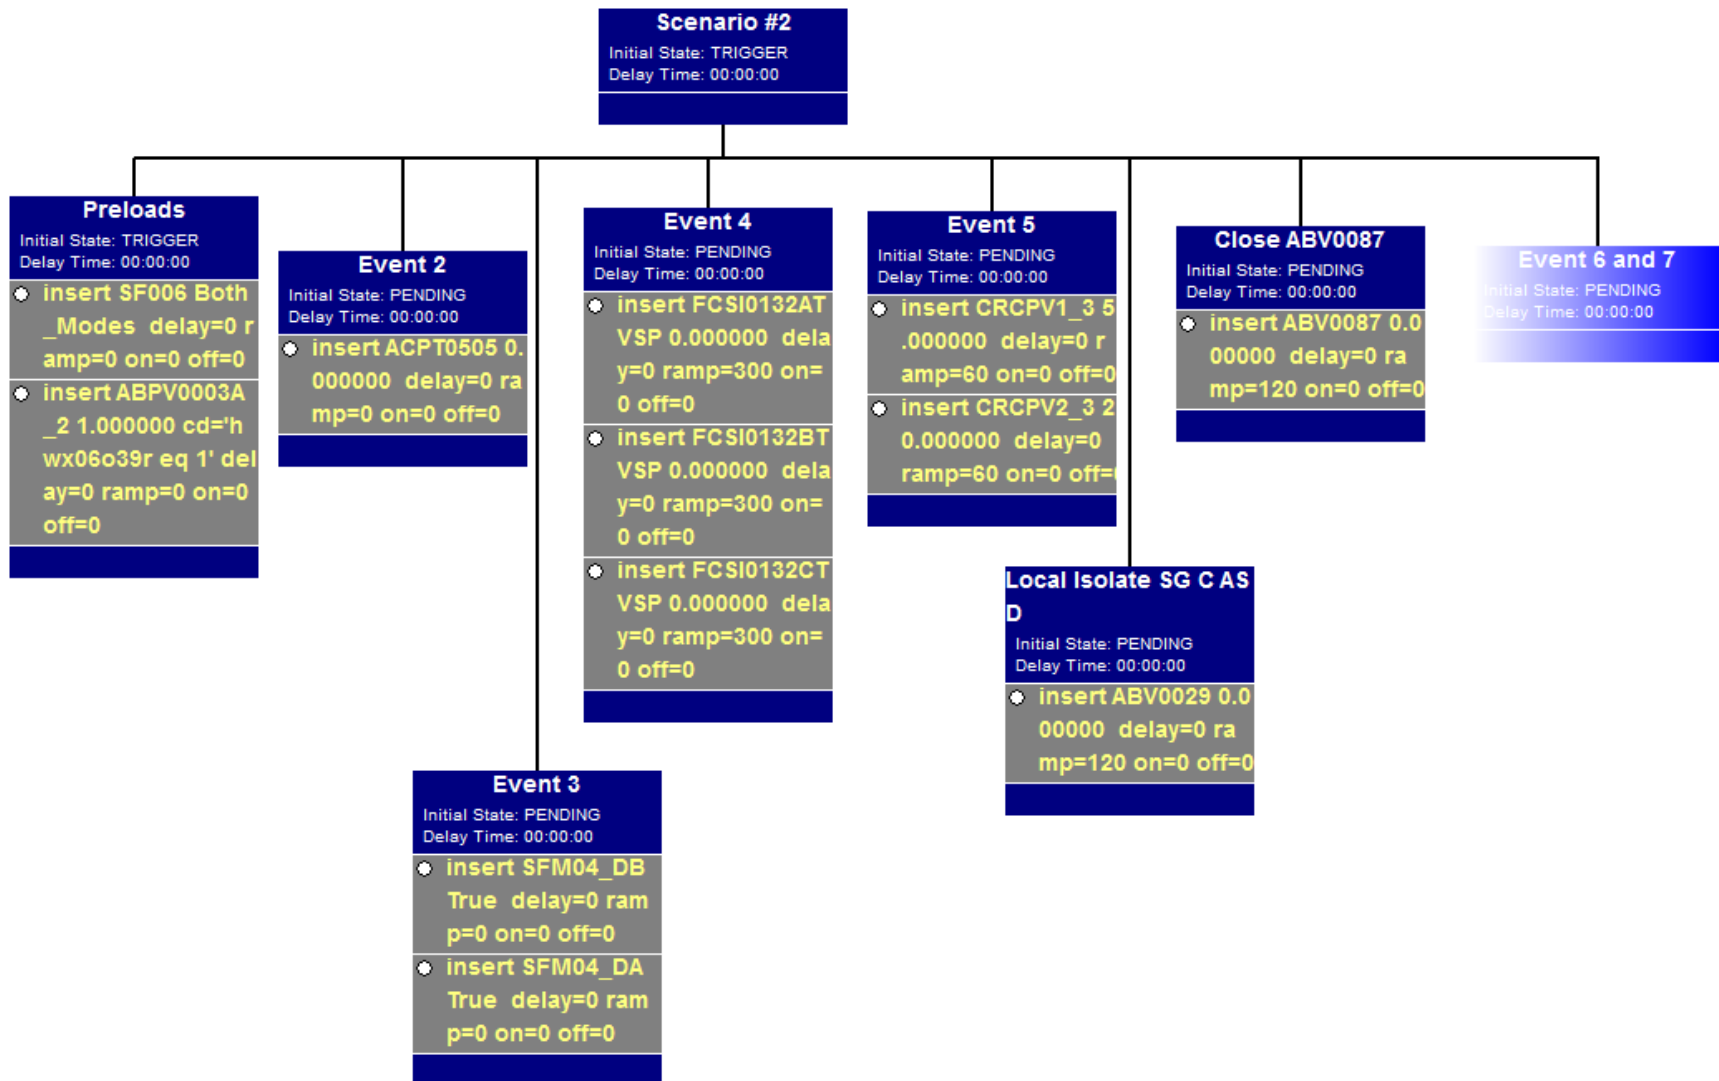 Scenario #2
Initial State: TRIGGER
Delay Time: 00:00:00
Preloads
Initial State: TRIGGER
Delay Time: 00:00:00
insert SF006 Both
_Modes  delay=0 r
amp=0 on=0 off=0
insert ABPV0003A
_2 1.000000 cd='h
wx06o39r eq 1' del
ay=0 ramp=0 on=0
off=0
Event 2
Initial State: PENDING
Delay Time: 00:00:00
insert ACPT0505 0.
000000  delay=0 ra
mp=0 on=0 off=0
Event 3
Initial State: PENDING
Delay Time: 00:00:00
insert SFM04_DB
True  delay=0 ram
p=0 on=0 off=0
insert SFM04_DA
True  delay=0 ram
p=0 on=0 off=0
Event 4
Initial State: PENDING
Delay Time: 00:00:00
insert FCSI0132AT
VSP 0.000000  dela
y=0 ramp=300 on=
0 off=0
insert FCSI0132BT
VSP 0.000000  dela
y=0 ramp=300 on=
0 off=0
insert FCSI0132CT
VSP 0.000000  dela
y=0 ramp=300 on=
0 off=0
Event 5
Initial State: PENDING
Delay Time: 00:00:00
insert CRCPV1_3 5
.000000  delay=0 r
amp=60 on=0 off=0
insert CRCPV2_3 2
0.000000  delay=0
ramp=60 on=0 off=0
Local Isolate SG C AS
D
Initial State: PENDING
Delay Time: 00:00:00
insert ABV0029 0.0
00000  delay=0 ra
mp=120 on=0 off=0
Close ABV0087
Initial State: PENDING
Delay Time: 00:00:00
insert ABV0087 0.0
00000  delay=0 ra
mp=120 on=0 off=0
Event 6 and 7
Initial State: PENDING
Delay Time: 00:00:00